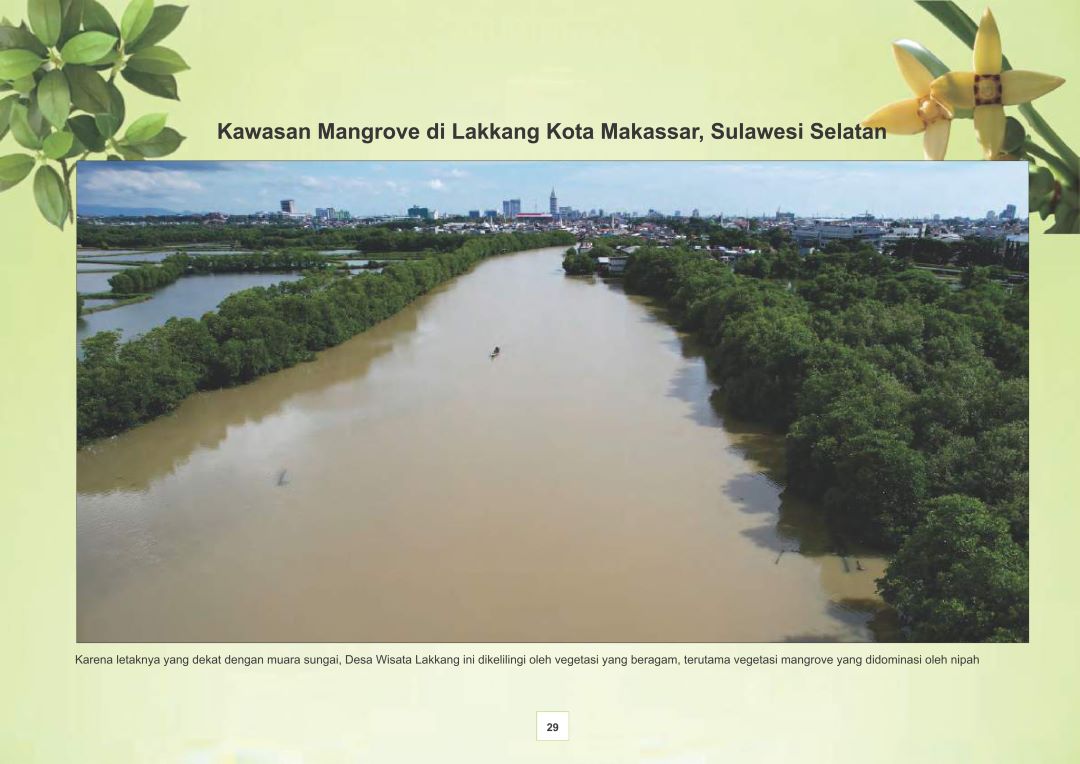 Kawasan Mangrove di Lakkang Kota Makassar, Sulawesi Selatan
Karena letaknya yang dekat dengan muara sungai, Desa Wisata Lakkang ini dikelilingi oleh vegetasi yang beragam, terutama vegetasi mangrove yang didominasi oleh nipah
29